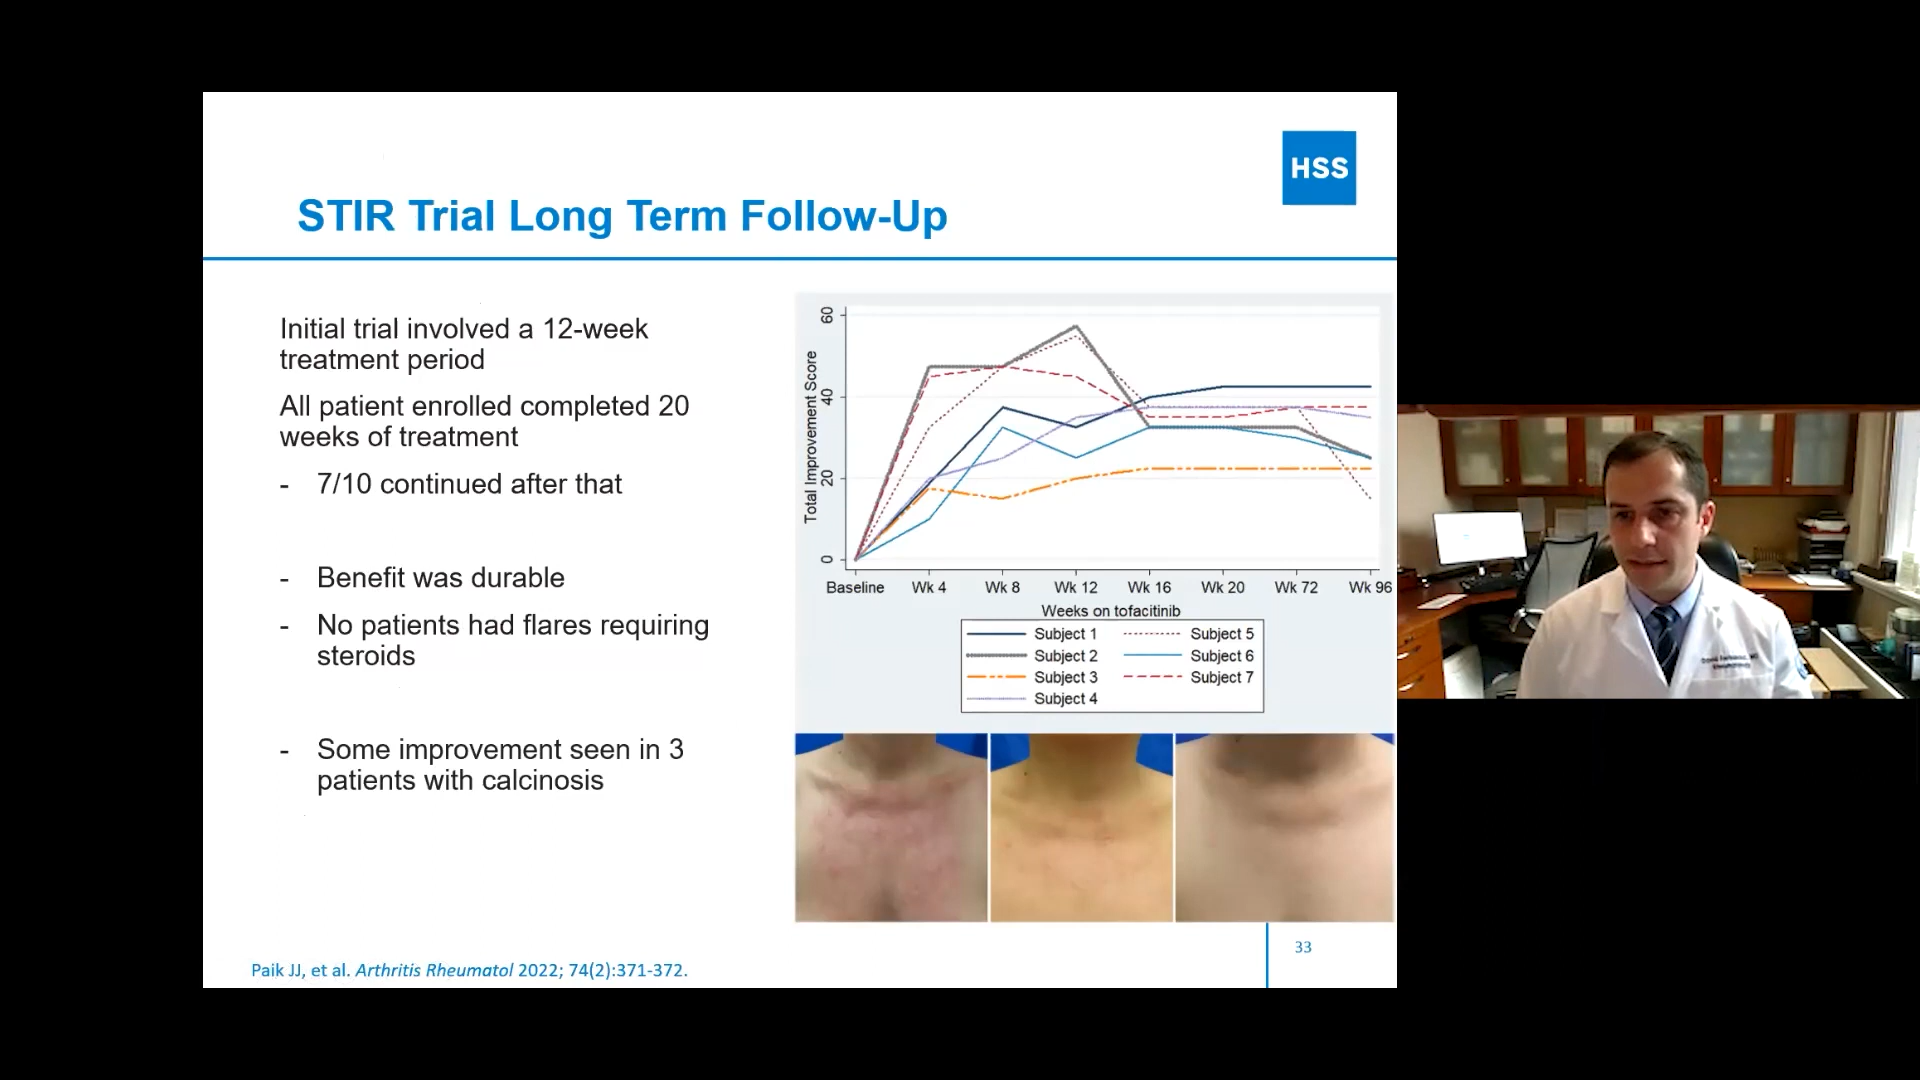 HSS
STIR Trial Long Term Follow-Up
Initial trial involved a 12-week
treatment period
All patient enrolled completed 20
weeks of treatment
- 7/10 continued after that
- Benefit was durable
- No patients had flares requiring
steroids
- Some improvement seen in 3
patients with calcinosis
Total Improvement Score
60
40
20
0
Baseline Wk 4 Wk 8 Wk 12 Wk 16 Wk 20 Wk 72 Wk 96
Weeks on tofacitinib
Subject 1 Subject 5
Subject 2 Subject 6
Subject 3 Subject 7
Subject 4
33
Paik JJ, et al. Arthritis Rheumatol 2022; 74(2):371-372.